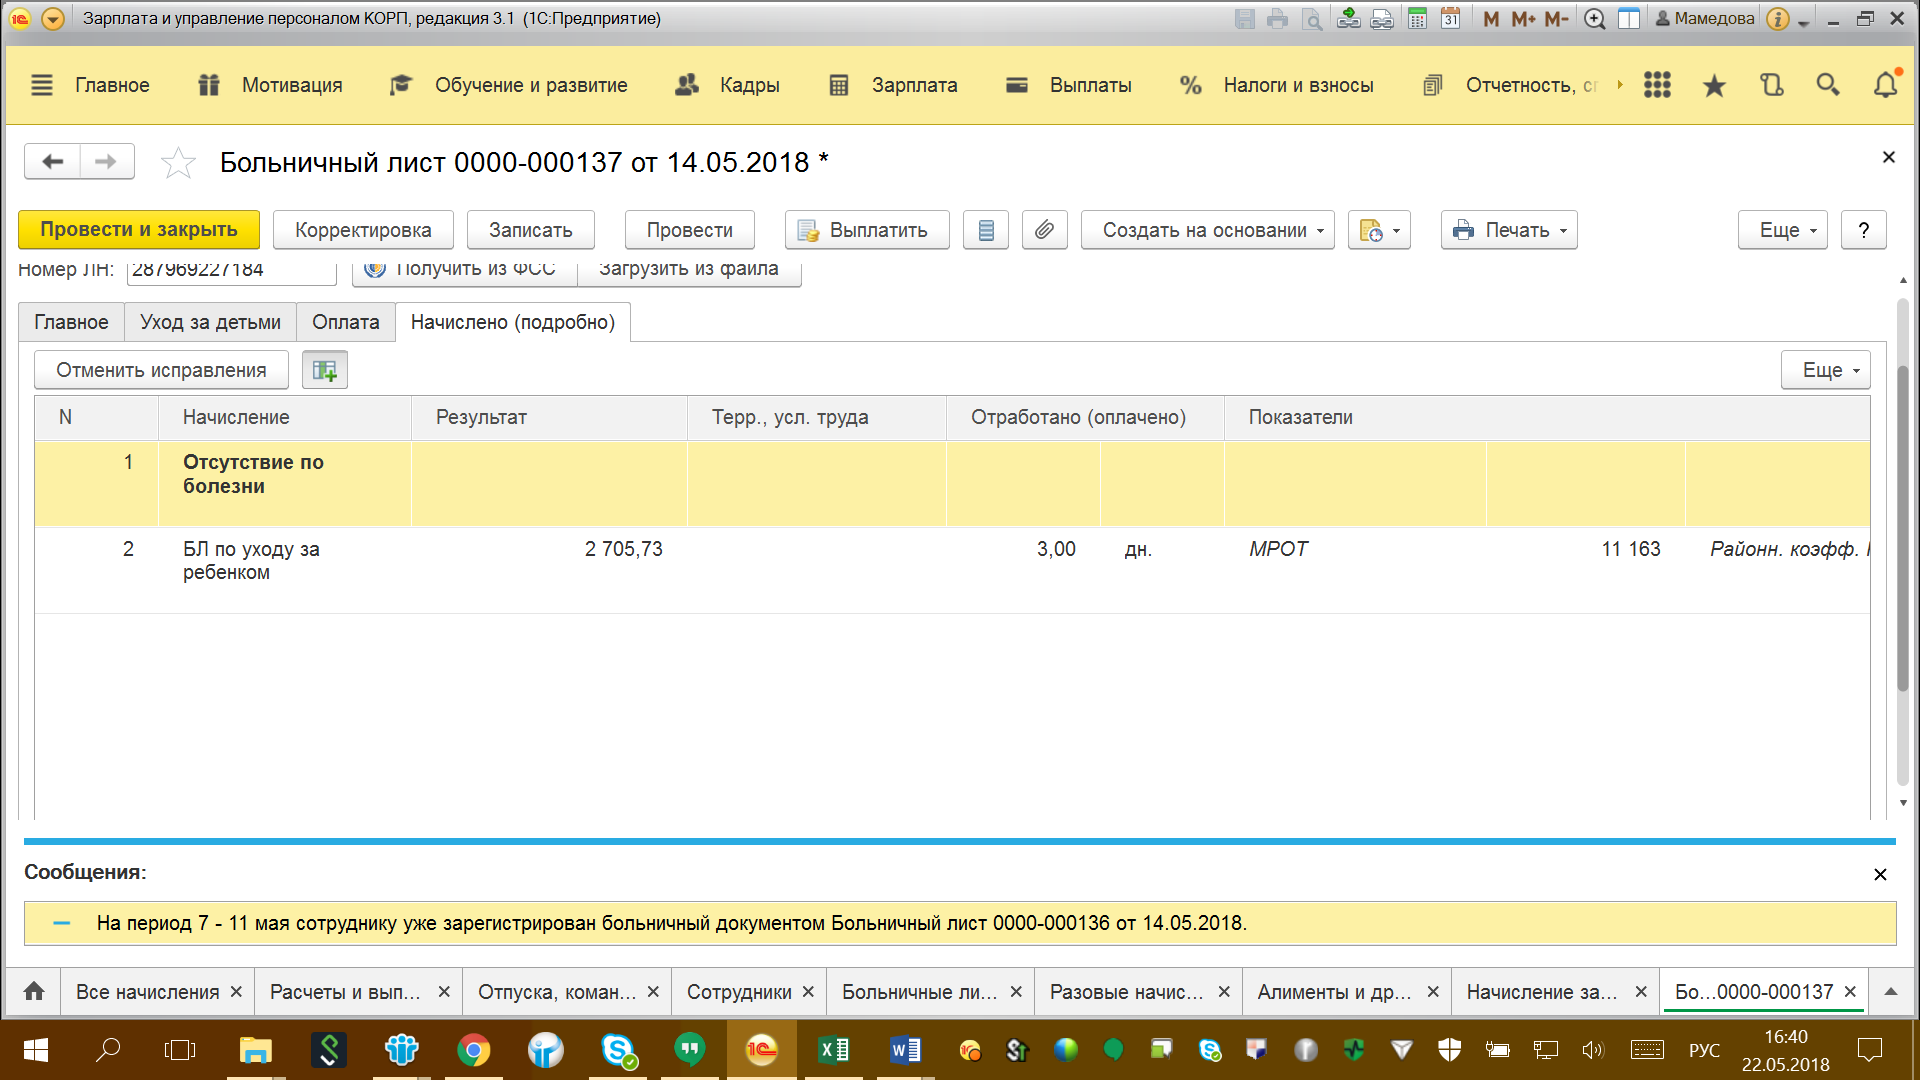 Зарплата и управление персоналом КОРП, редакция 3.1 (1С:Предприятие)
31
M M+ M-
Мамедова
Главное Мотивация Обучение и развитие Кадры Зарплата Выплаты Налоги и взносы Отчетность,
Больничный лист 0000-000137 от 14.05.2018 *
Провести и закрыть Корректировка Записать Провести Выплатить Создать на основании Печать Еще ?
Номер ЛН: 287969227184 Получить из ФСС Загрузить из файла
Главное Уход за детьми Оплата Начислено (подробно)
Отменить исправления Еще
N Начисление Результат Терр., усл. труда Отработано (оплачено) Показатели
1 Отсутствие по
болезни
2 БЛ по уходу за 2 705,73 3,00 дн. МРОТ 11 163 Районн. коэфф.
ребенком
Сообщения:
На период 7 - 11 мая сотруднику уже зарегистрирован больничный документом Больничный лист 0000-000136 от 14.05.2018.
Все начисления Расчеты и вып... Отпуска, коман... Сотрудники Больничные ли... Разовые начис... Алименты и др... Начисление за... Бо...0000-000137
РУС
16:40
22.05.2018